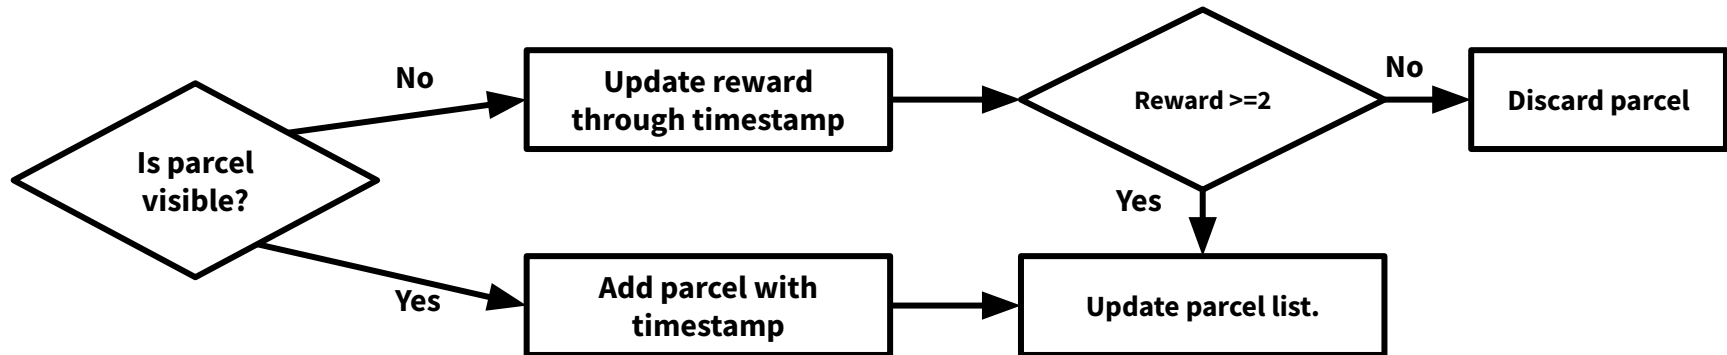 Is parcel
visible?
No
Update reward
through timestamp
Reward >=2
No
Discard parcel
Yes
Yes
Add parcel with
timestamp
Update parcel list.